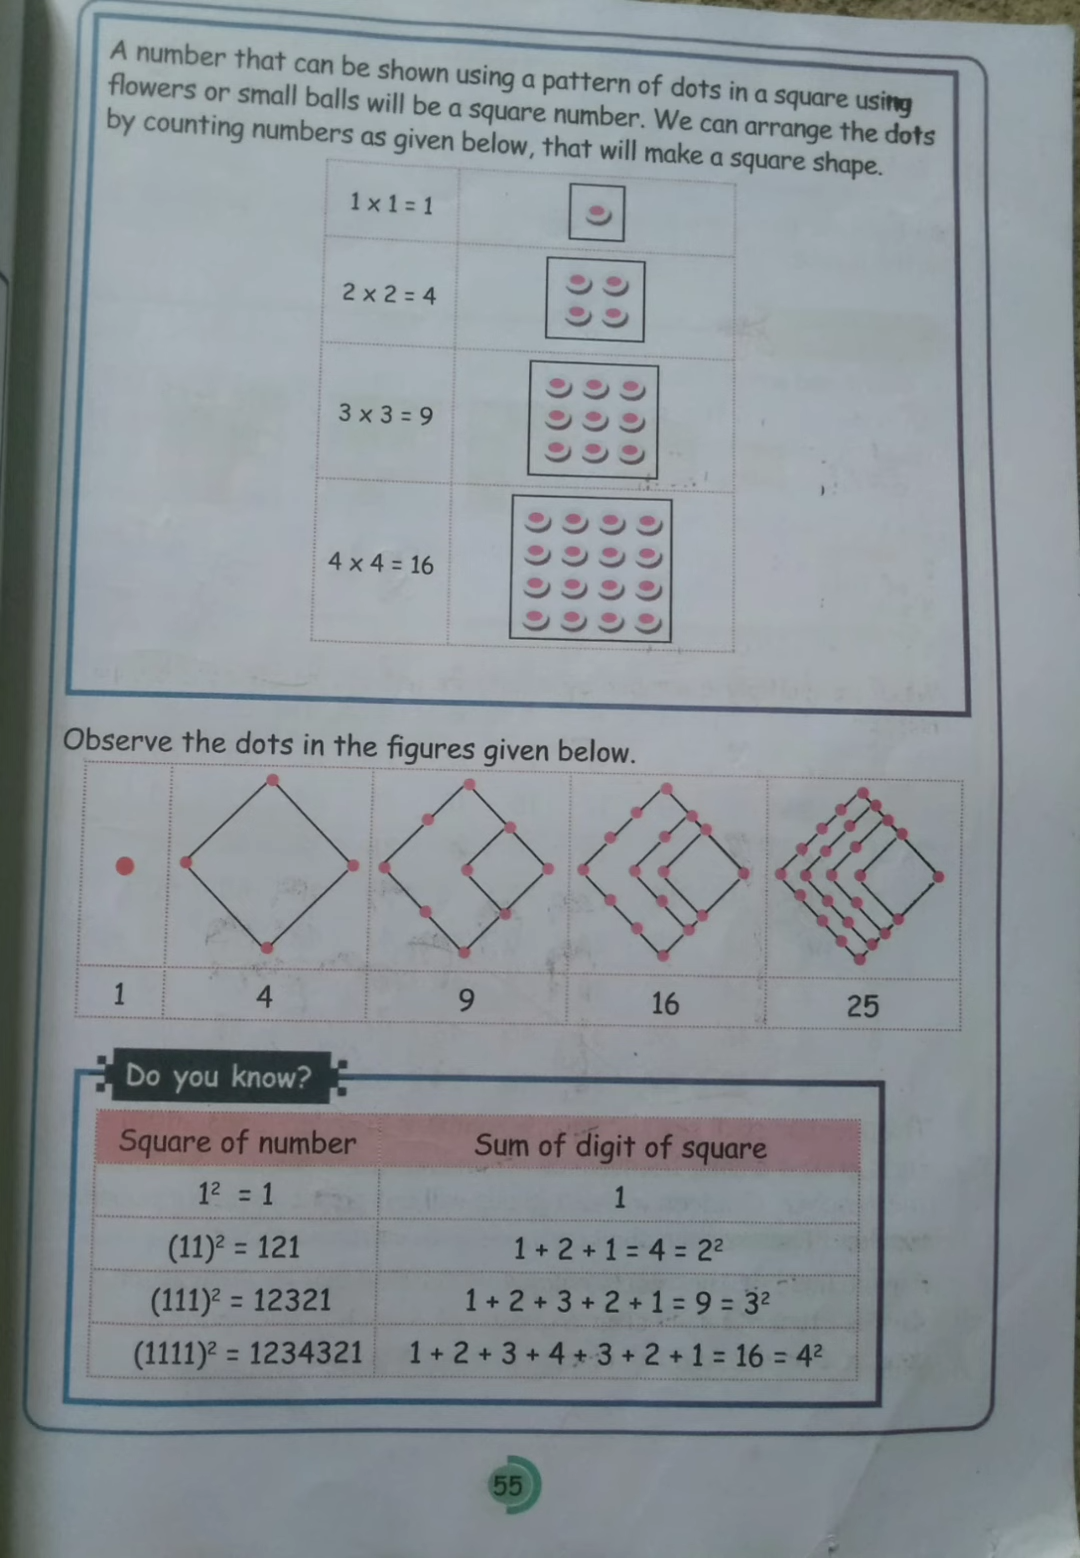 A number that can be shown using a pattern of dots in a square using
flowers or small balls will be a square number. We can arrange the dots
by counting numbers as given below, that will make a square shape.
1 x 1 = 1
2 x 2 = 4
3 x 3 = 9
4 x 4 = 16
Observe the dots in the figures given below.
1 4 9 16 25
Do you know?
Square of number Sum of digit of square
1² = 1 1
(11)² = 121 1 + 2 + 1 = 4 = 2²
(111)² = 12321 1 + 2 + 3 + 2 + 1 = 9 = 3²
(1111)² = 1234321 1 + 2 + 3 + 4 + 3 + 2 + 1 = 16 = 4²
55